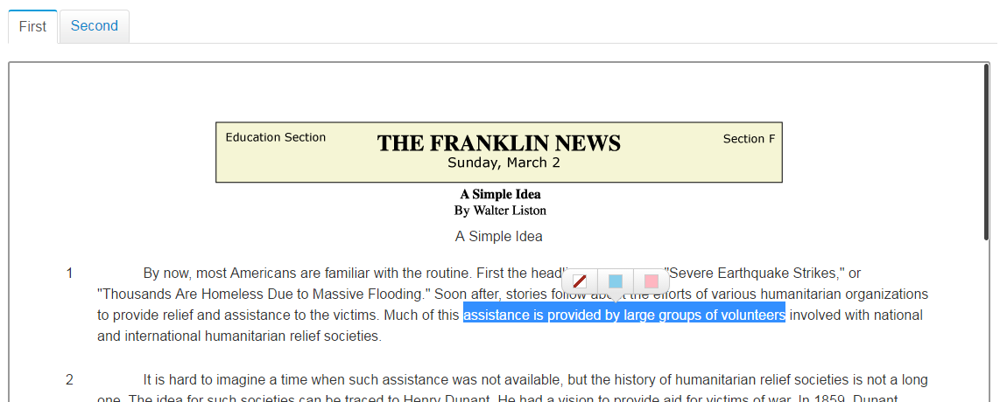 First
Second
Education Section
THE FRANKLIN NEWS
Section F
Sunday, March 2
A Simple Idea
By Walter Liston
A Simple Idea
1 By now, most Americans are familiar with the routine. First the "Severe Earthquake Strikes," or
"Thousands Are Homeless Due to Massive Flooding." Soon after, stories follow about the efforts of various humanitarian organizations
to provide relief and assistance to the victims. Much of this assistance is provided by large groups of volunteers involved with national
and international humanitarian relief societies.
2 It is hard to imagine a time when such assistance was not available, but the history of humanitarian relief societies is not a long
one. The idea for such societies can be traced to Henry Dunant. He had a vision to provide aid for victims of war. In 1859, Dunant